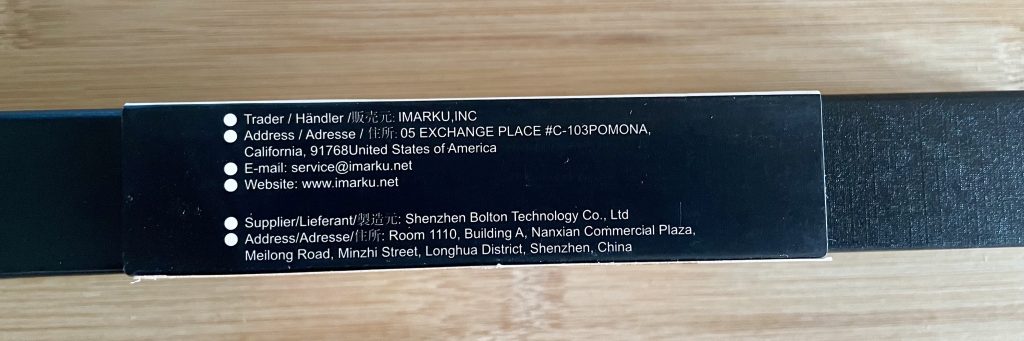 Trader / Händler /販売元: IMARKU,INC
Address / Adresse / 住所: 05 EXCHANGE PLACE #C-103POMONA,
California, 91768United States of America
E-mail: service@imarku.net
Website: www.imarku.net
Supplier/Lieferant/製造元: Shenzhen Bolton Technology Co., Ltd
Address/Adresse/住所: Room 1110, Building A, Nanxian Commercial Plaza,
Meilong Road, Minzhi Street, Longhua District, Shenzhen, China